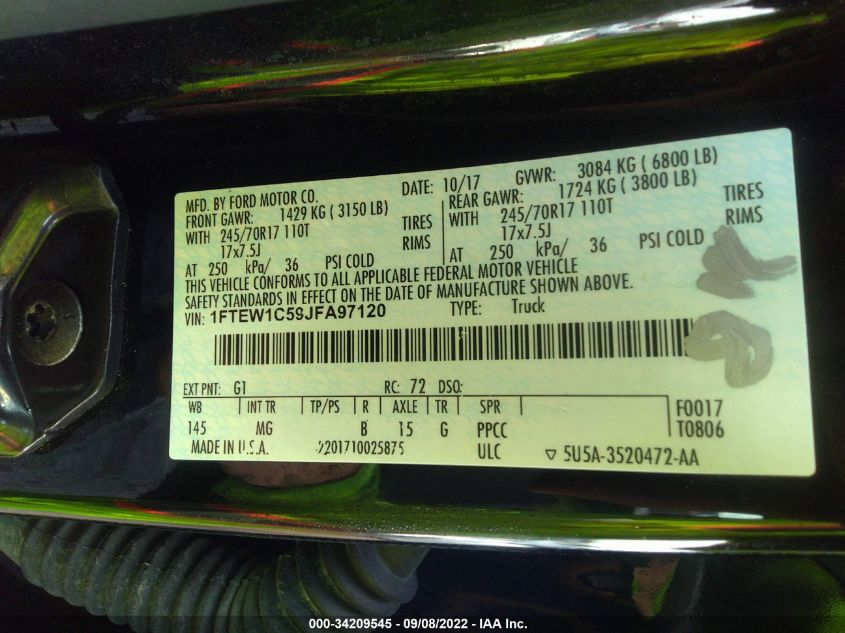 MFD. BY FORD MOTOR CO. DATE: 10/17 GVWR: 3084 KG ( 6800 LB)
FRONT GAWR: 1429 KG ( 3150 LB) REAR GAWR: 1724 KG ( 3800 LB)
WITH 245/70R17 110T TIRES WITH 245/70R17 110T TIRES
17x7.5J RIMS 17x7.5J RIMS
AT 250 kPa/ 36 PSI COLD AT 250 kPa/ 36 PSI COLD
THIS VEHICLE CONFORMS TO ALL APPLICABLE FEDERAL MOTOR VEHICLE
SAFETY STANDARDS IN EFFECT ON THE DATE OF MANUFACTURE SHOWN ABOVE.
VIN: 1FTEW1C59JFA97120 TYPE: Truck
EXT PNT: G1 RC: 72 DSO:
WB INT TR TP/PS R AXLE TR SPR F0017
145 MG B 15 G PPCC T0806
MADE IN U.S.A. 201710025875 ULC ▽ 5U5A-3520472-AA
000-34209545 - 09/08/2022 - IAA Inc.